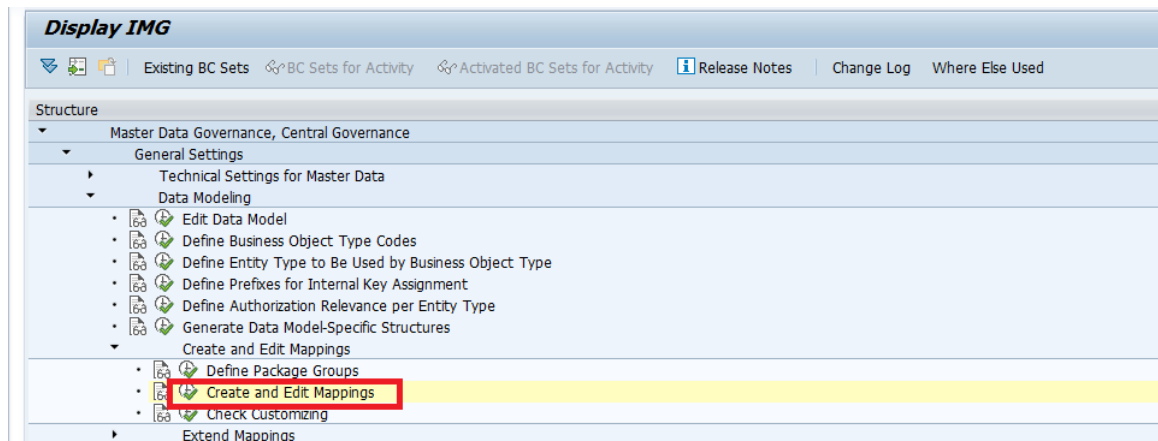 Display IMG
Existing BC Sets BC Sets for Activity Activated BC Sets for Activity Release Notes Change Log Where Else Used
Structure
Master Data Governance, Central Governance
General Settings
Technical Settings for Master Data
Data Modeling
Edit Data Model
Define Business Object Type Codes
Define Entity Type to Be Used by Business Object Type
Define Prefixes for Internal Key Assignment
Define Authorization Relevance per Entity Type
Generate Data Model-Specific Structures
Create and Edit Mappings
Define Package Groups
Create and Edit Mappings
Check Customizing
Extend Mappings